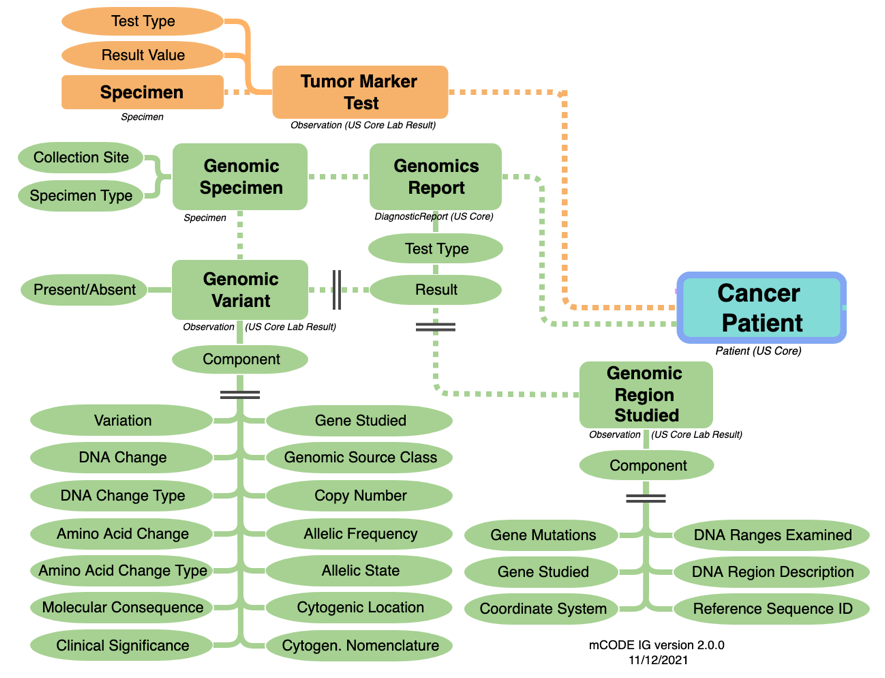 Test Type
Result Value
Specimen
Specimen
Tumor Marker
Test
Observation (US Core Lab Result)
Collection Site
Specimen Type
Genomic
Specimen
Specimen
Genomics
Report
DiagnosticReport (US Core)
Test Type
Result
Present/Absent
Genomic
Variant
Observation (US Core Lab Result)
Component
Variation
DNA Change
DNA Change Type
Amino Acid Change
Amino Acid Change Type
Molecular Consequence
Clinical Significance
Gene Studied
Genomic Source Class
Copy Number
Allelic Frequency
Allelic State
Cytogenic Location
Cytogen. Nomenclature
Cancer
Patient
Patient (US Core)
Genomic
Region
Studied
Observation (US Core Lab Result)
Component
Gene Mutations
Gene Studied
Coordinate System
DNA Ranges Examined
DNA Region Description
Reference Sequence ID
mCODE IG version 2.0.0
11/12/2021